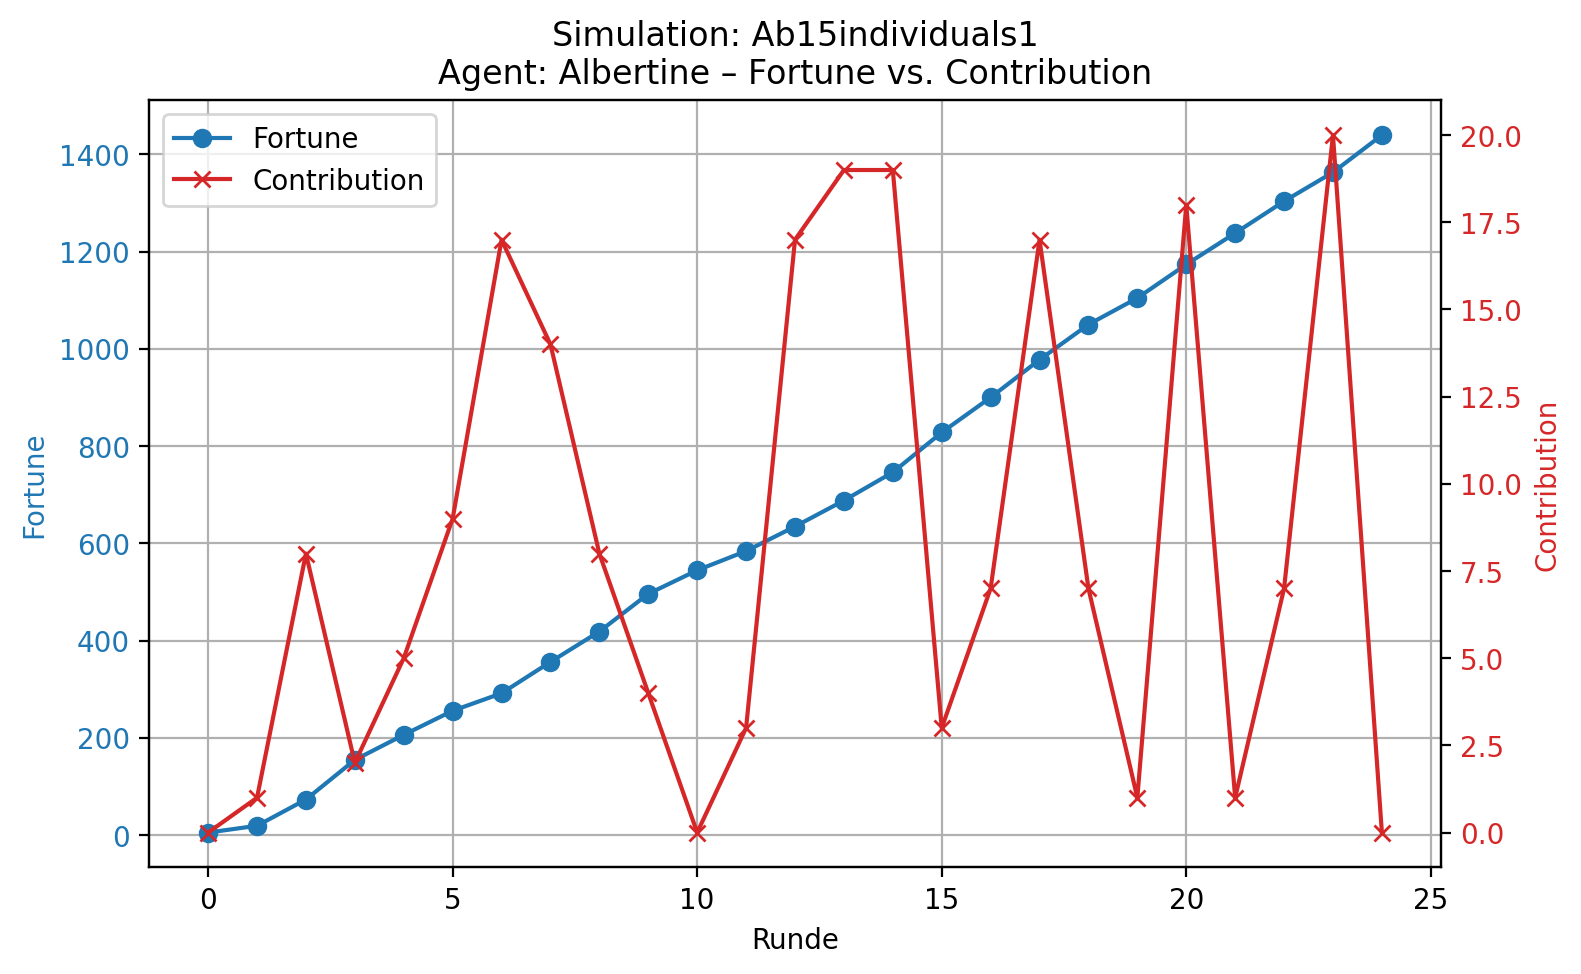 Simulation: Ab15individuals1
Agent: Albertine – Fortune vs. Contribution
Fortune
Contribution
1400
1200
1000
800
600
400
200
0
Fortune
20.0
17.5
15.0
12.5
10.0
7.5
5.0
2.5
0.0
Contribution
0 5 10 15 20 25
Runde